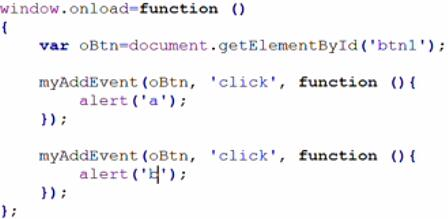 window.onload=function ()
{
    var oBtn=document.getElementById('btn1');
    myAddEvent(oBtn, 'click', function (){
        alert('a');
    });
    myAddEvent(oBtn, 'click', function (){
        alert('b');
    });
};